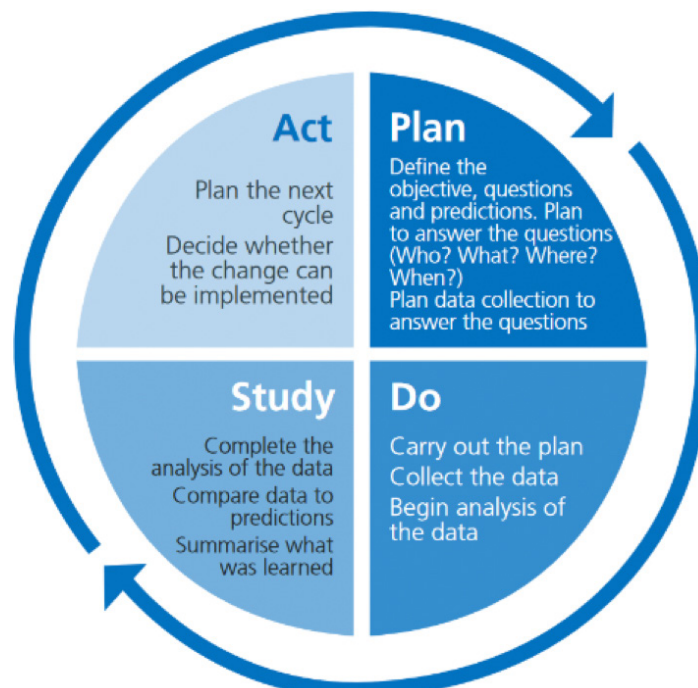 Act
Plan the next
cycle
Decide whether
the change can
be implemented
Plan
Define the
objective, questions
and predictions. Plan
to answer the questions
(Who? What? Where?
When?)
Plan data collection to
answer the questions
Study
Complete the
analysis of the data
Compare data to
predictions
Summarise what
was learned
Do
Carry out the plan
Collect the data
Begin analysis of
the data